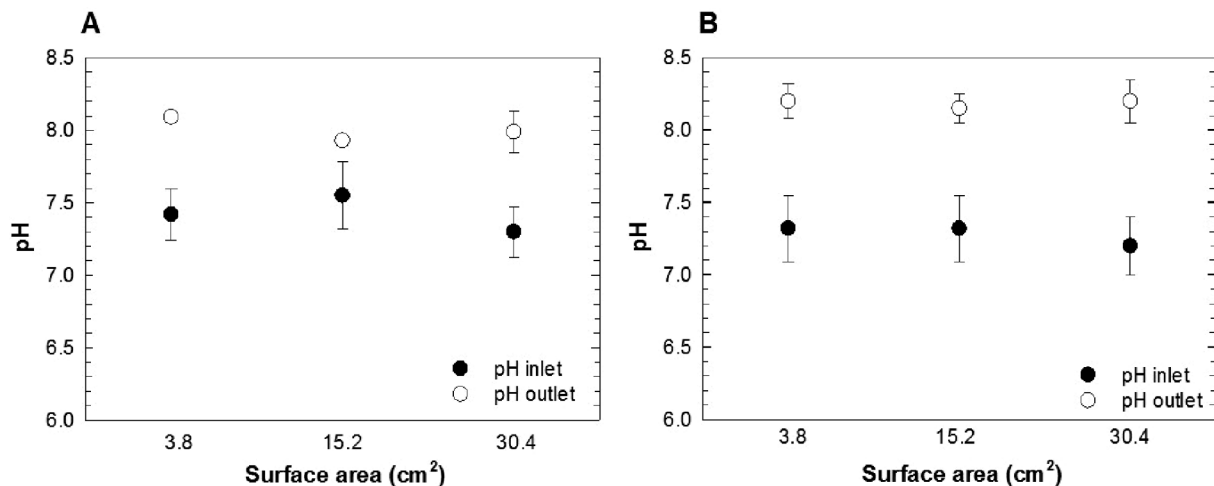 A
8.5
8.0
7.5
7.0
6.5
6.0
pH
pH inlet
pH outlet
3.8 15.2 30.4
Surface area (cm²)
B
8.5
8.0
7.5
7.0
6.5
6.0
pH
pH inlet
pH outlet
3.8 15.2 30.4
Surface area (cm²)